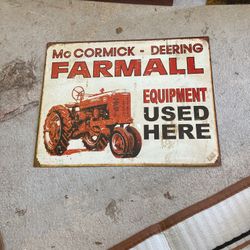 McCORMICK - DEERING
FARMALL
EQUIPMENT
USED
HERE